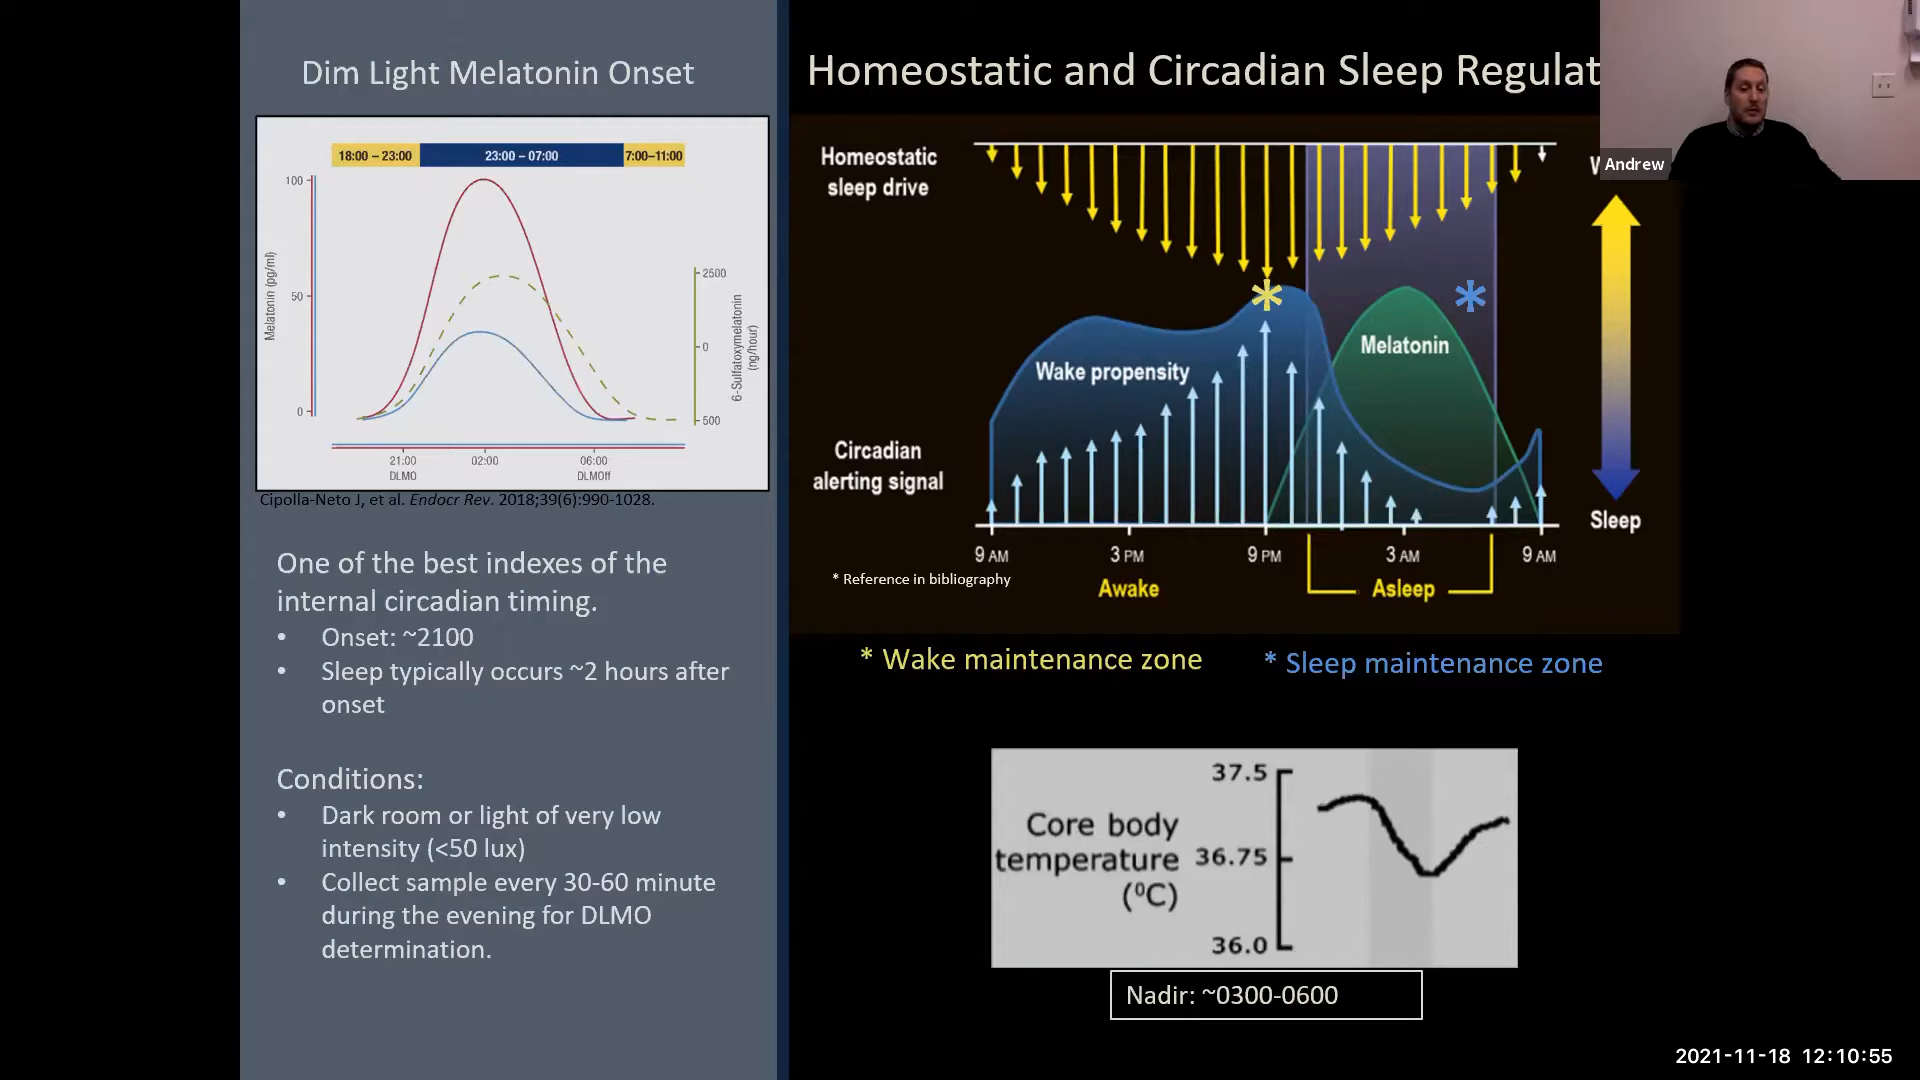 Dim Light Melatonin Onset
18:00 – 23:00
23:00 – 07:00
7:00–11:00
100
50
0
Melatonin (pg/ml)
2500
0
500
6-Sulfatoxymelatonin
(ng/hour)
21:00
DLMO
02:00
06:00
DLMOff
Cipolla-Neto J, et al. Endocr Rev. 2018;39(6):990-1028.
One of the best indexes of the
internal circadian timing.
• Onset: ~2100
• Sleep typically occurs ~2 hours after
onset
Conditions:
• Dark room or light of very low
intensity (<50 lux)
• Collect sample every 30-60 minute
during the evening for DLMO
determination.
Homeostatic and Circadian Sleep Regulat
Homeostatic
sleep drive
Wake propensity
Melatonin
Circadian
alerting signal
9 AM
3 PM
9 PM
3 AM
9 AM
* Reference in bibliography
Awake
Asleep
Sleep
Andrew
* Wake maintenance zone
* Sleep maintenance zone
Core body
temperature
(⁰C)
37.5
36.75
36.0
Nadir: ~0300-0600
2021-11-18 12:10:55